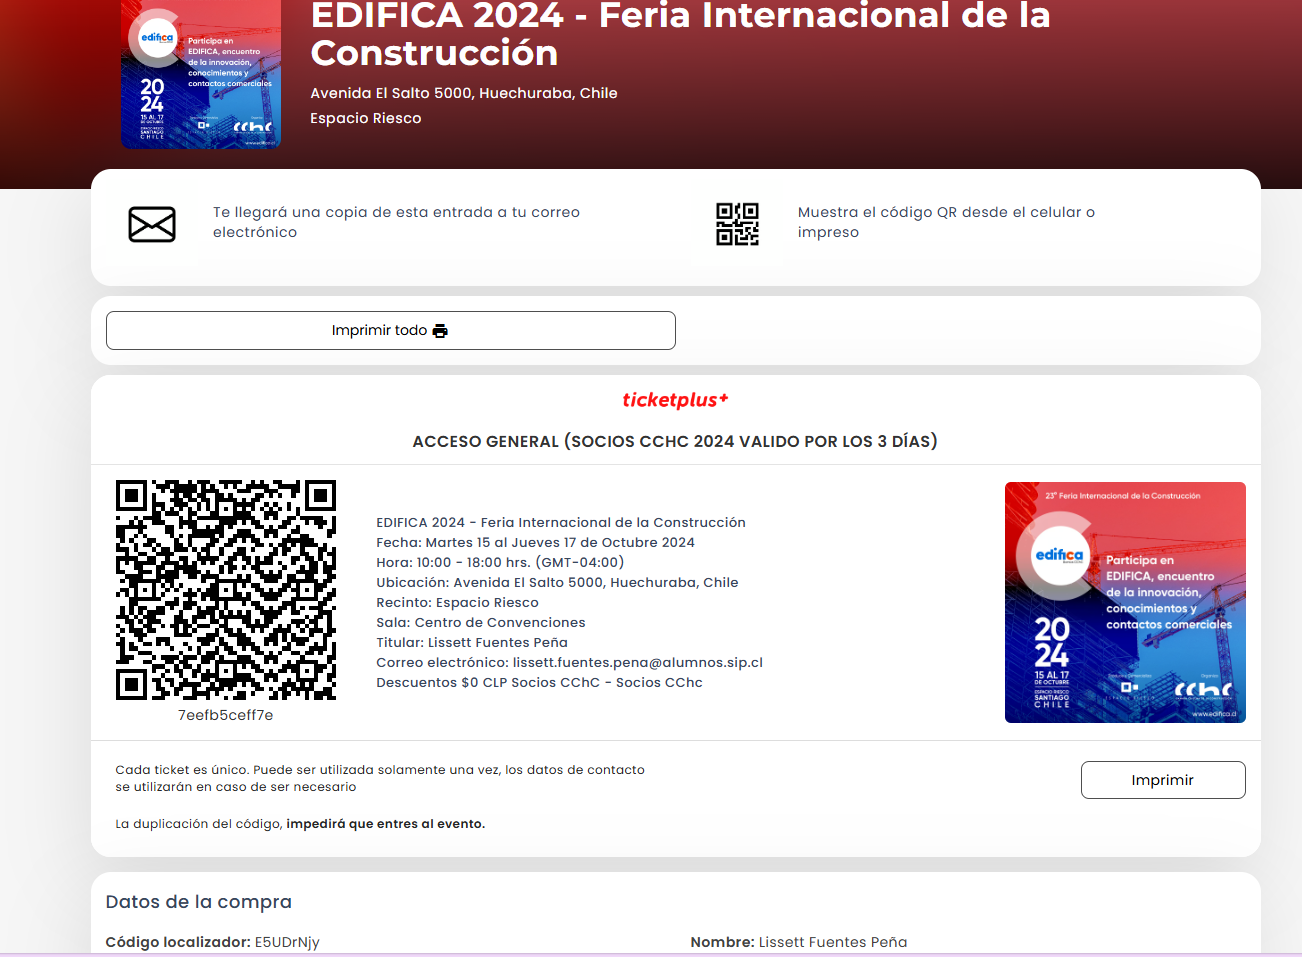 EDIFICA 2024 - Feria Internacional de la
Construcción
Avenida El Salto 5000, Huechuraba, Chile
Espacio Riesco
edifica
Participa en
EDIFICA, encuentro
de la innovación,
conocimientos y
contactos comerciales
20
24
15 AL 17
DE OCTUBRE
ESPACIO RIESCO
SANTIAGO
CHILE
cchc
www.edifica.cl
Te llegará una copia de esta entrada a tu correo
electrónico
Muestra el código QR desde el celular o
impreso
Imprimir todo
ticketplus+
ACCESO GENERAL (SOCIOS CCHC 2024 VALIDO POR LOS 3 DÍAS)
EDIFICA 2024 - Feria Internacional de la Construcción
Fecha: Martes 15 al Jueves 17 de Octubre 2024
Hora: 10:00 - 18:00 hrs. (GMT-04:00)
Ubicación: Avenida El Salto 5000, Huechuraba, Chile
Recinto: Espacio Riesco
Sala: Centro de Convenciones
Titular: Lissett Fuentes Peña
Correo electrónico: lissett.fuentes.pena@alumnos.sip.cl
Descuentos $0 CLP Socios CChC - Socios CChc
7eefb5ceff7e
23° Feria Internacional de la Construcción
edifica
Participa en
EDIFICA, encuentro
de la innovación,
conocimientos y
contactos comerciales
20
24
15 AL 17
DE OCTUBRE
ESPACIO RIESCO
SANTIAGO
CHILE
cchc
www.edifica.cl
Cada ticket es único. Puede ser utilizada solamente una vez, los datos de contacto
se utilizarán en caso de ser necesario
La duplicación del código, impedirá que entres al evento.
Imprimir
Datos de la compra
Código localizador: E5UDrNjy
Nombre: Lissett Fuentes Peña